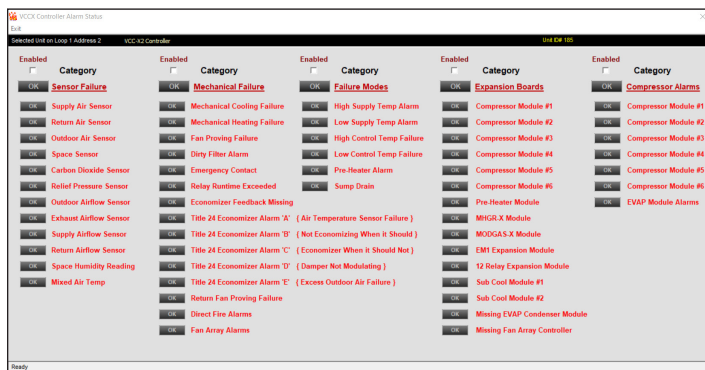 VCCX Controller Alarm Status
Exit
Selected Unit on Loop 1 Address 2 VCC-X2 Controller Unit ID# 185
Enabled Enabled Enabled Enabled
Category Category Category Category Category
OK Sensor Failure OK Mechanical Failure OK Failure Modes OK Expansion Boards OK Compressor Alarms
OK Supply Air Sensor OK Mechanical Cooling Failure OK High Supply Temp Alarm OK Compressor Module #1 OK Compressor Module #1
OK Return Air Sensor OK Mechanical Heating Failure OK Low Supply Temp Alarm OK Compressor Module #2 OK Compressor Module #2
OK Outdoor Air Sensor OK Fan Proving Failure OK High Control Temp Failure OK Compressor Module #3 OK Compressor Module #3
OK Space Sensor OK Dirty Filter Alarm OK Low Control Temp Failure OK Compressor Module #4 OK Compressor Module #4
OK Carbon Dioxide Sensor OK Emergency Contact OK Pre-Heater Alarm OK Compressor Module #5 OK Compressor Module #5
OK Relief Pressure Sensor OK Relay Runtime Exceeded OK Sump Drain OK Compressor Module #6 OK Compressor Module #6
OK Outdoor Airflow Sensor OK Economizer Feedback Missing OK Pre-Heater Module OK EVAP Module Alarms
OK Exhaust Airflow Sensor OK Title 24 Economizer Alarm 'A' ( Air Temperature Sensor Failure ) OK MHGR-X Module
OK Supply Airflow Sensor OK Title 24 Economizer Alarm 'B' ( Not Economizing When it Should ) OK MODGAS-X Module
OK Return Airflow Sensor OK Title 24 Economizer Alarm 'C' ( Economizer When it Should Not ) OK EM1 Expansion Module
OK Space Humidity Reading OK Title 24 Economizer Alarm 'D' ( Damper Not Modulating ) OK 12 Relay Expansion Module
OK Mixed Air Temp OK Title 24 Economizer Alarm 'E' ( Excess Outdoor Air Failure ) OK Sub Cool Module #1
OK Return Fan Proving Failure OK Sub Cool Module #2
OK Direct Fire Alarms OK Missing EVAP Condenser Module
OK Fan Array Alarms OK Missing Fan Array Controller
Ready